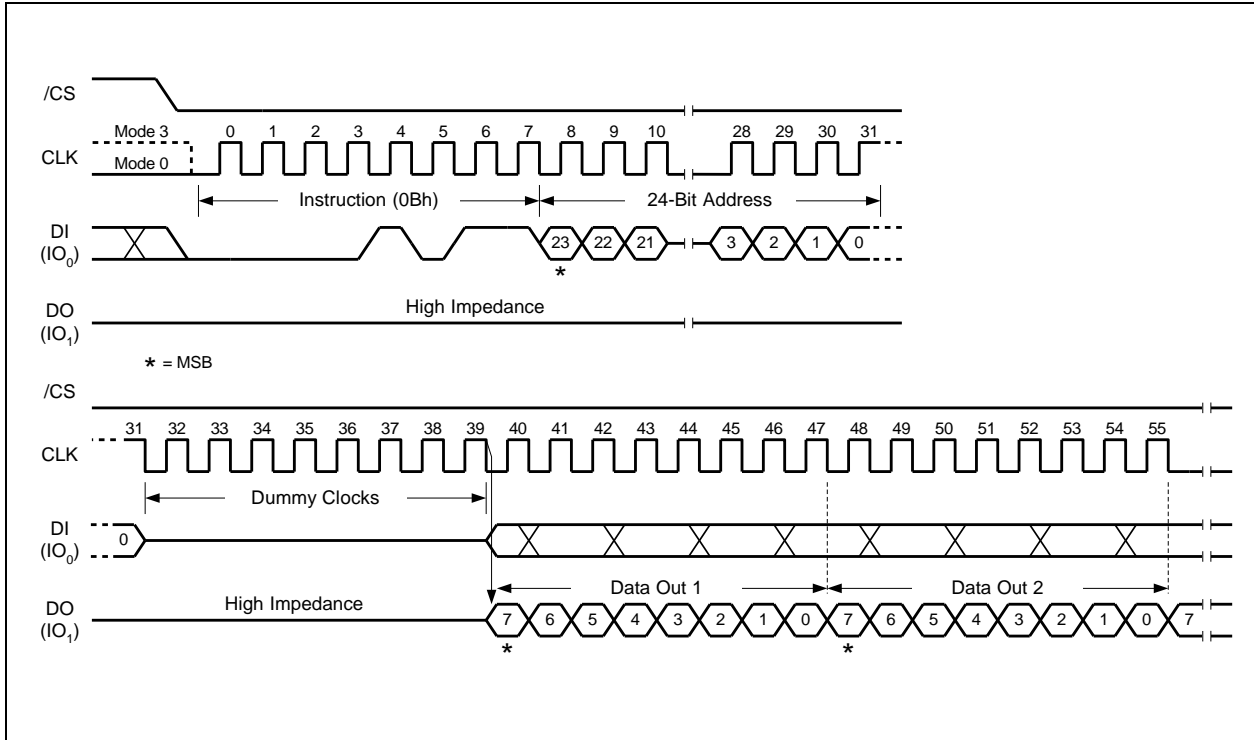 /CS
Mode 3 0 1 2 3 4 5 6 7 8 9 10 28 29 30 31
CLK
Mode 0
Instruction (0Bh) 24-Bit Address
DI
(IO0) 23 22 21 3 2 1 0
*
DO
(IO1) High Impedance
* = MSB
/CS
31 32 33 34 35 36 37 38 39 40 41 42 43 44 45 46 47 48 49 50 51 52 53 54 55
CLK
Dummy Clocks
DI
(IO0) 0
Data Out 1 Data Out 2
DO
(IO1) High Impedance 7 6 5 4 3 2 1 0 7 6 5 4 3 2 1 0 7
* *